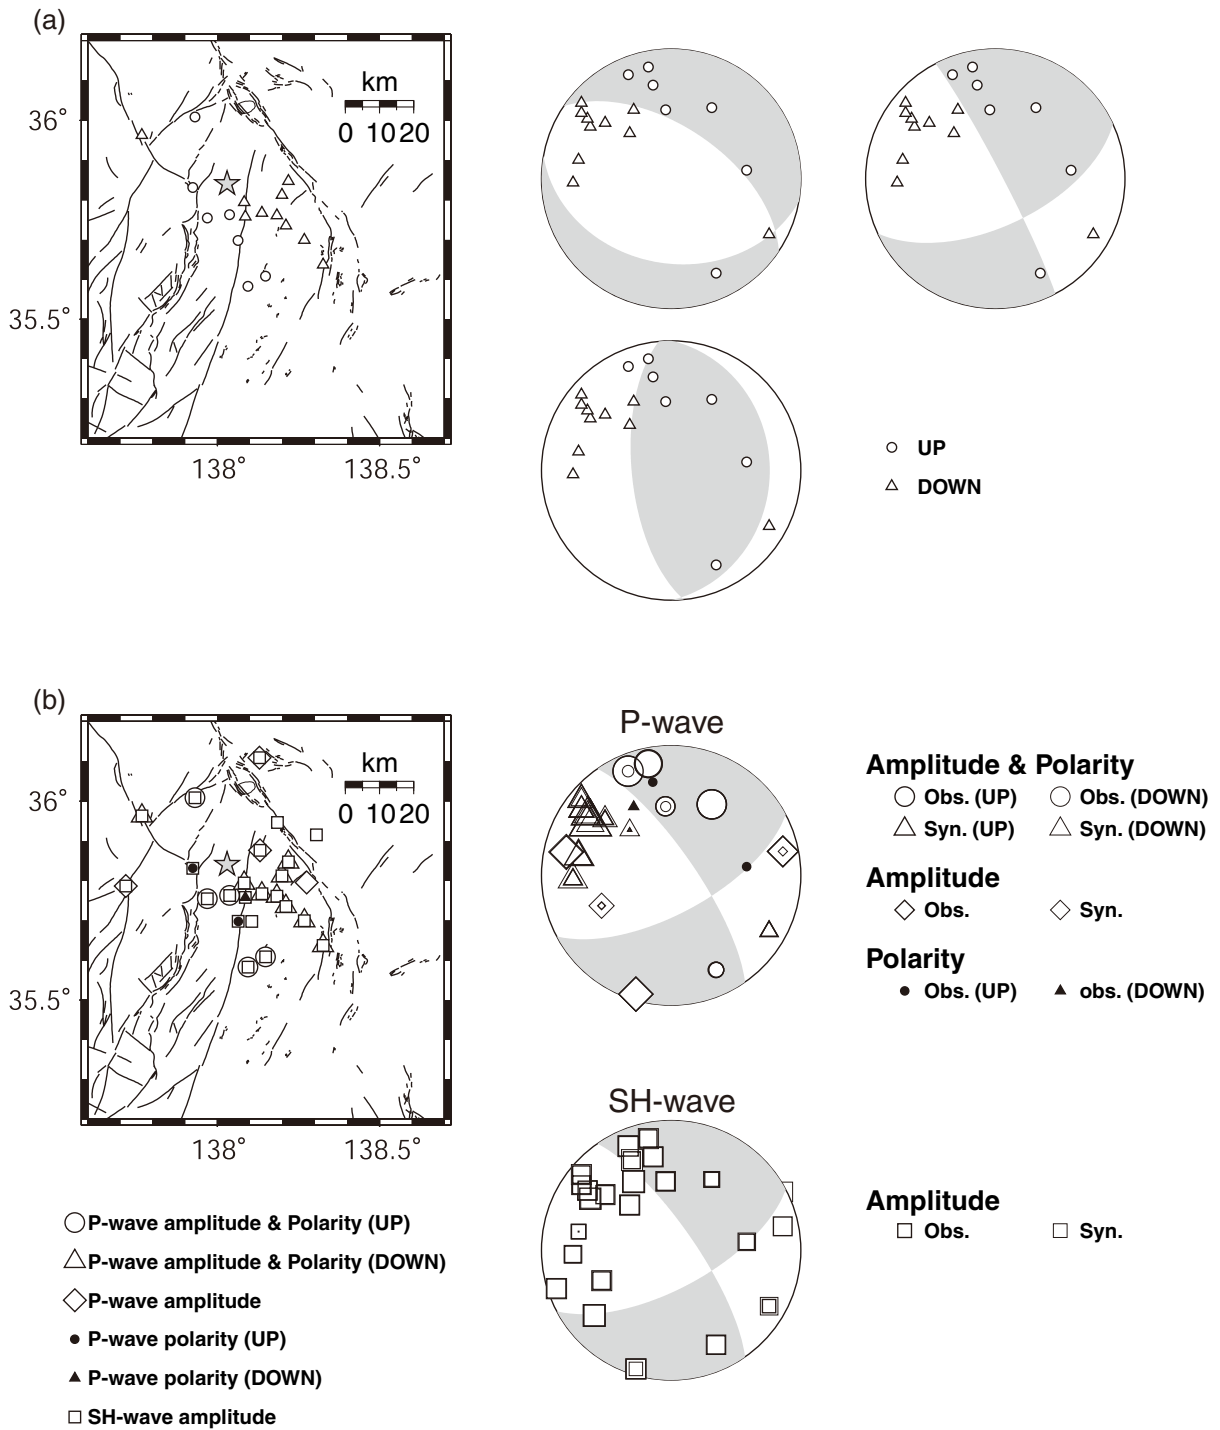 (a)
km
0 10 20
36°
35.5°
138° 138.5°
UP
DOWN
(b)
km
0 10 20
36°
35.5°
138° 138.5°
P-wave amplitude & Polarity (UP)
P-wave amplitude & Polarity (DOWN)
P-wave amplitude
P-wave polarity (UP)
P-wave polarity (DOWN)
SH-wave amplitude
P-wave
Amplitude & Polarity
Obs. (UP) Obs. (DOWN)
Syn. (UP) Syn. (DOWN)
Amplitude
Obs. Syn.
Polarity
Obs. (UP) obs. (DOWN)
SH-wave
Amplitude
Obs. Syn.